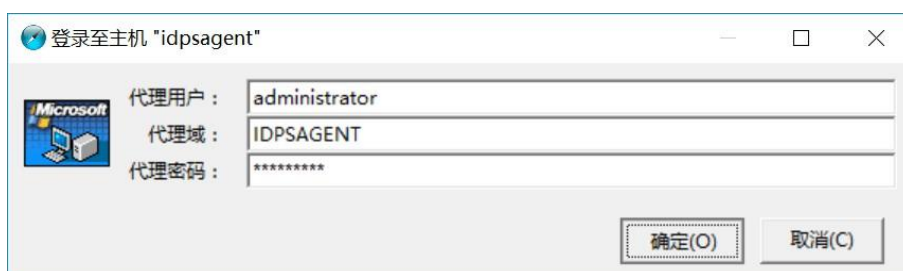 登录至主机 "idpsagent"
Microsoft
代理用户： administrator
代理域： IDPSAGENT
代理密码： *********
确定(O) 取消(C)